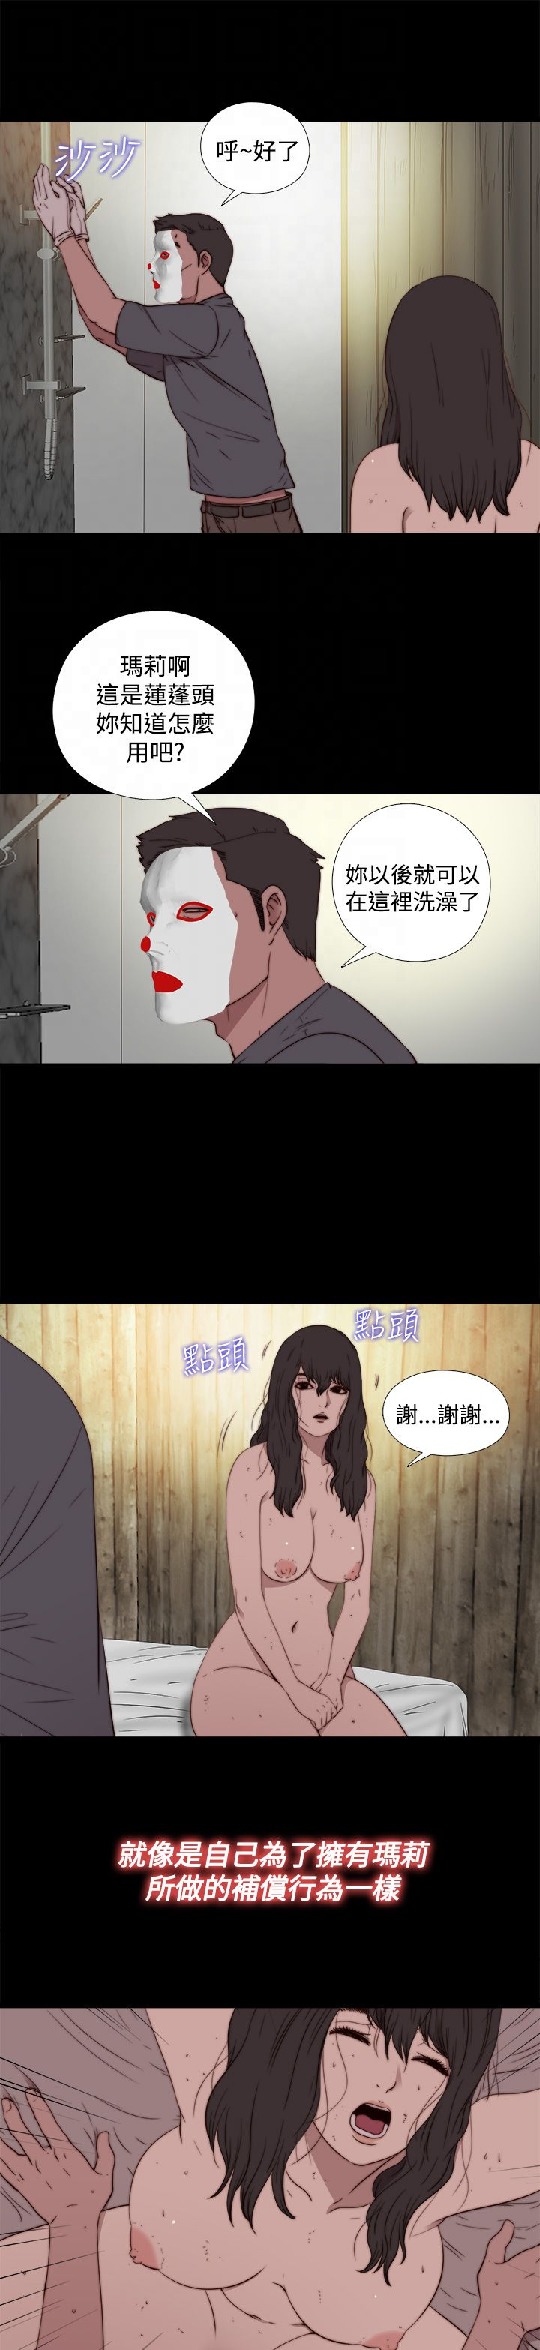 沙沙
呼~好了
瑪莉啊
這是蓮蓬頭
妳知道怎麼
用吧?
妳以後就可以
在這裡洗澡了
點頭
點頭
謝...謝謝...
就像是自己為了擁有瑪莉
所做的補償行為一樣